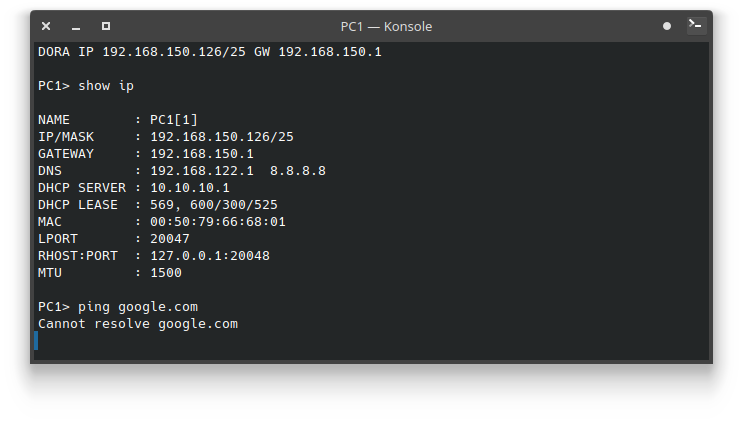 PC1 — Konsole
DORA IP 192.168.150.126/25 GW 192.168.150.1
PC1> show ip
NAME        : PC1[1]
IP/MASK     : 192.168.150.126/25
GATEWAY     : 192.168.150.1
DNS         : 192.168.122.1  8.8.8.8
DHCP SERVER : 10.10.10.1
DHCP LEASE  : 569, 600/300/525
MAC         : 00:50:79:66:68:01
LPORT       : 20047
RHOST:PORT  : 127.0.0.1:20048
MTU         : 1500
PC1> ping google.com
Cannot resolve google.com